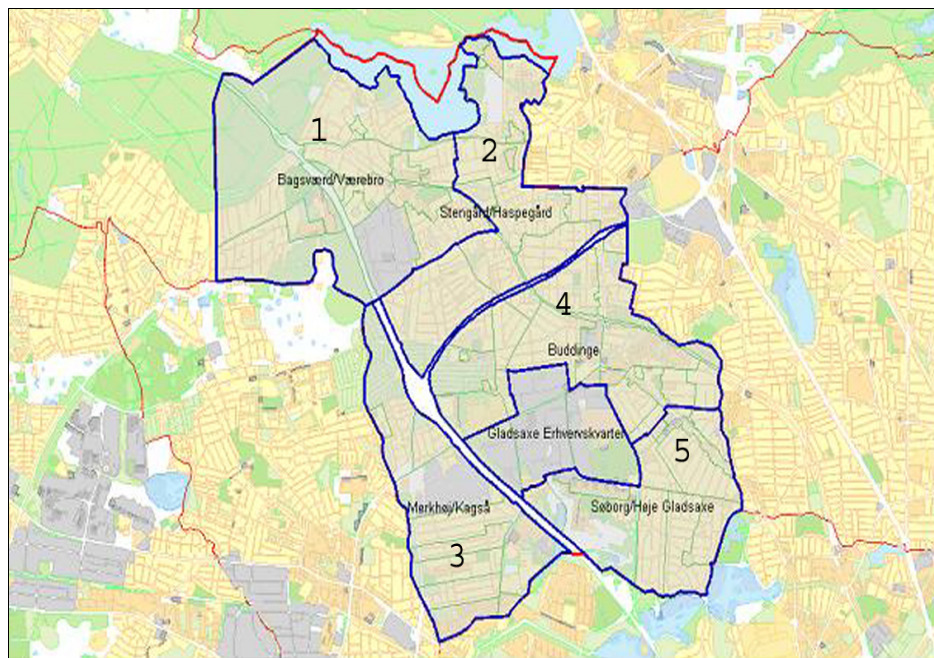 1
2
Bagsværd/Værebro
Stengård/Haspegård
4
Buddinge
Gladsaxe Erhvervskvarter
5
Mørkhøj/Kagså
Søborg/Høje Gladsaxe
3